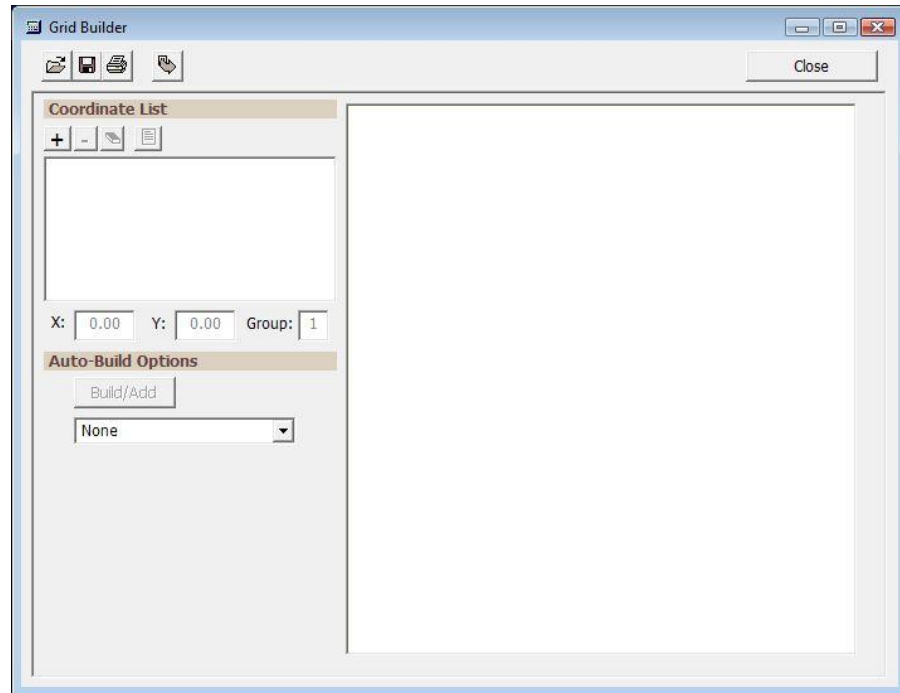 Grid Builder
Close
Coordinate List
+ -
X: 0.00 Y: 0.00 Group: 1
Auto-Build Options
Build/Add
None